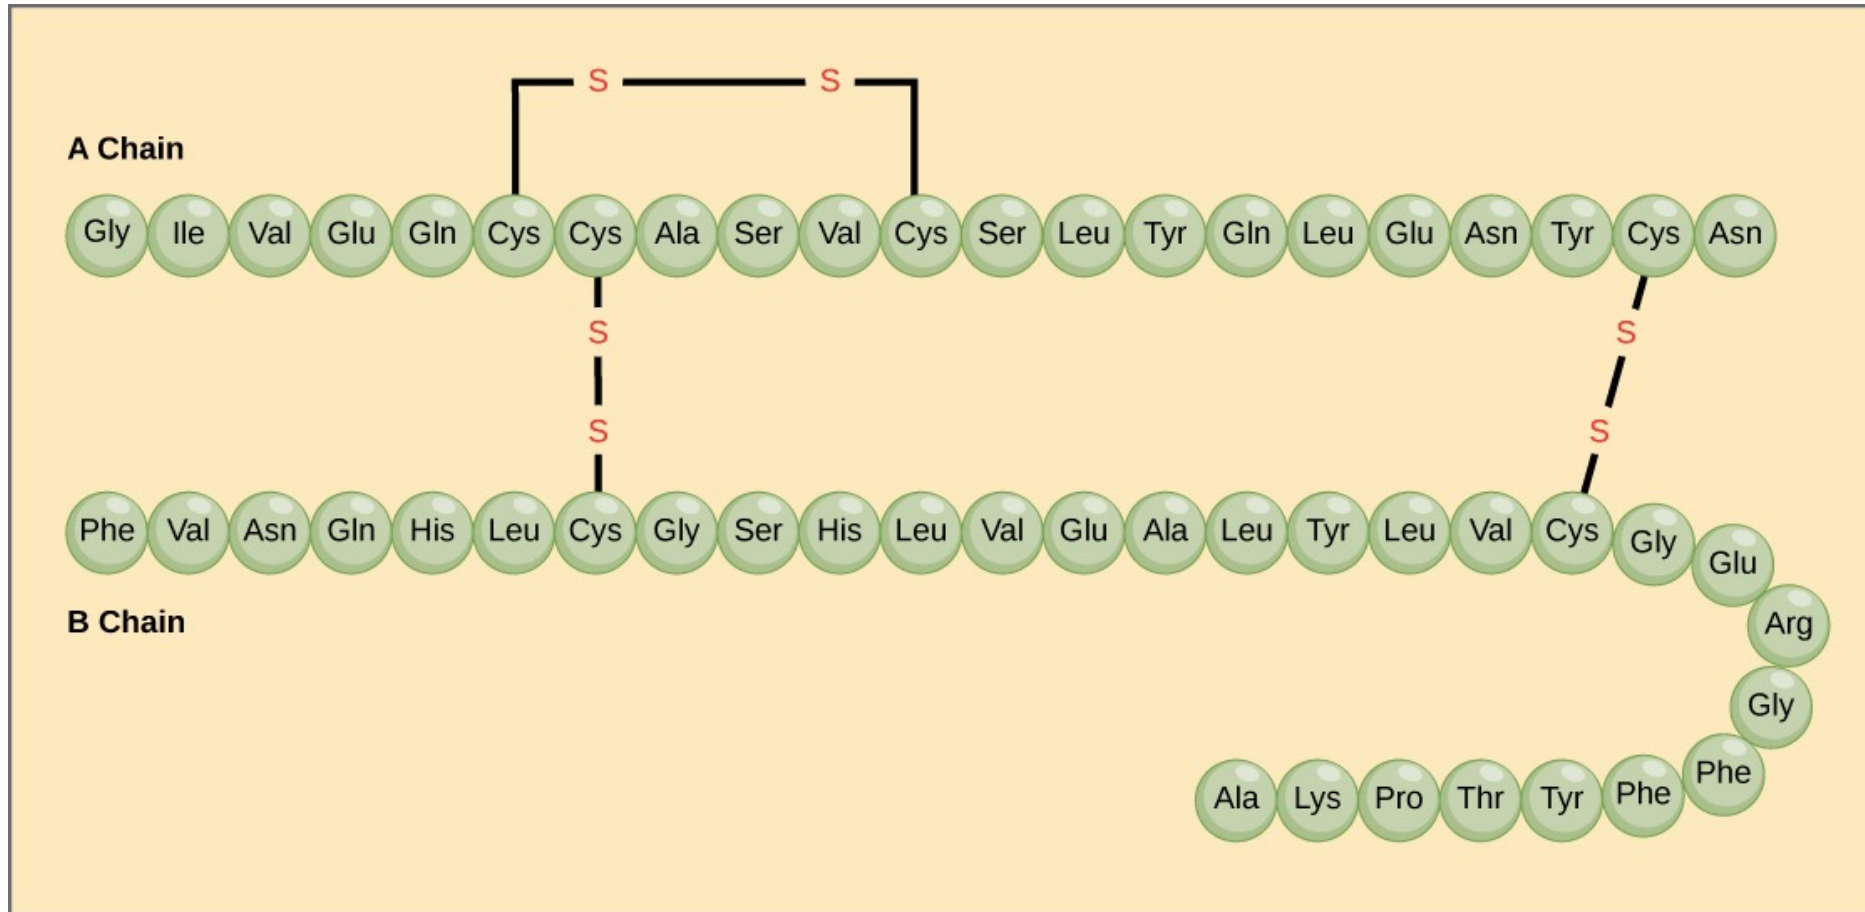 S S
A Chain
Gly Ile Val Glu Gln Cys Cys Ala Ser Val Cys Ser Leu Tyr Gln Leu Glu Asn Tyr Cys Asn
S S
S S
Phe Val Asn Gln His Leu Cys Gly Ser His Leu Val Glu Ala Leu Tyr Leu Val Cys Gly Glu
B Chain
Arg
Gly
Phe
Ala Lys Pro Thr Tyr Phe